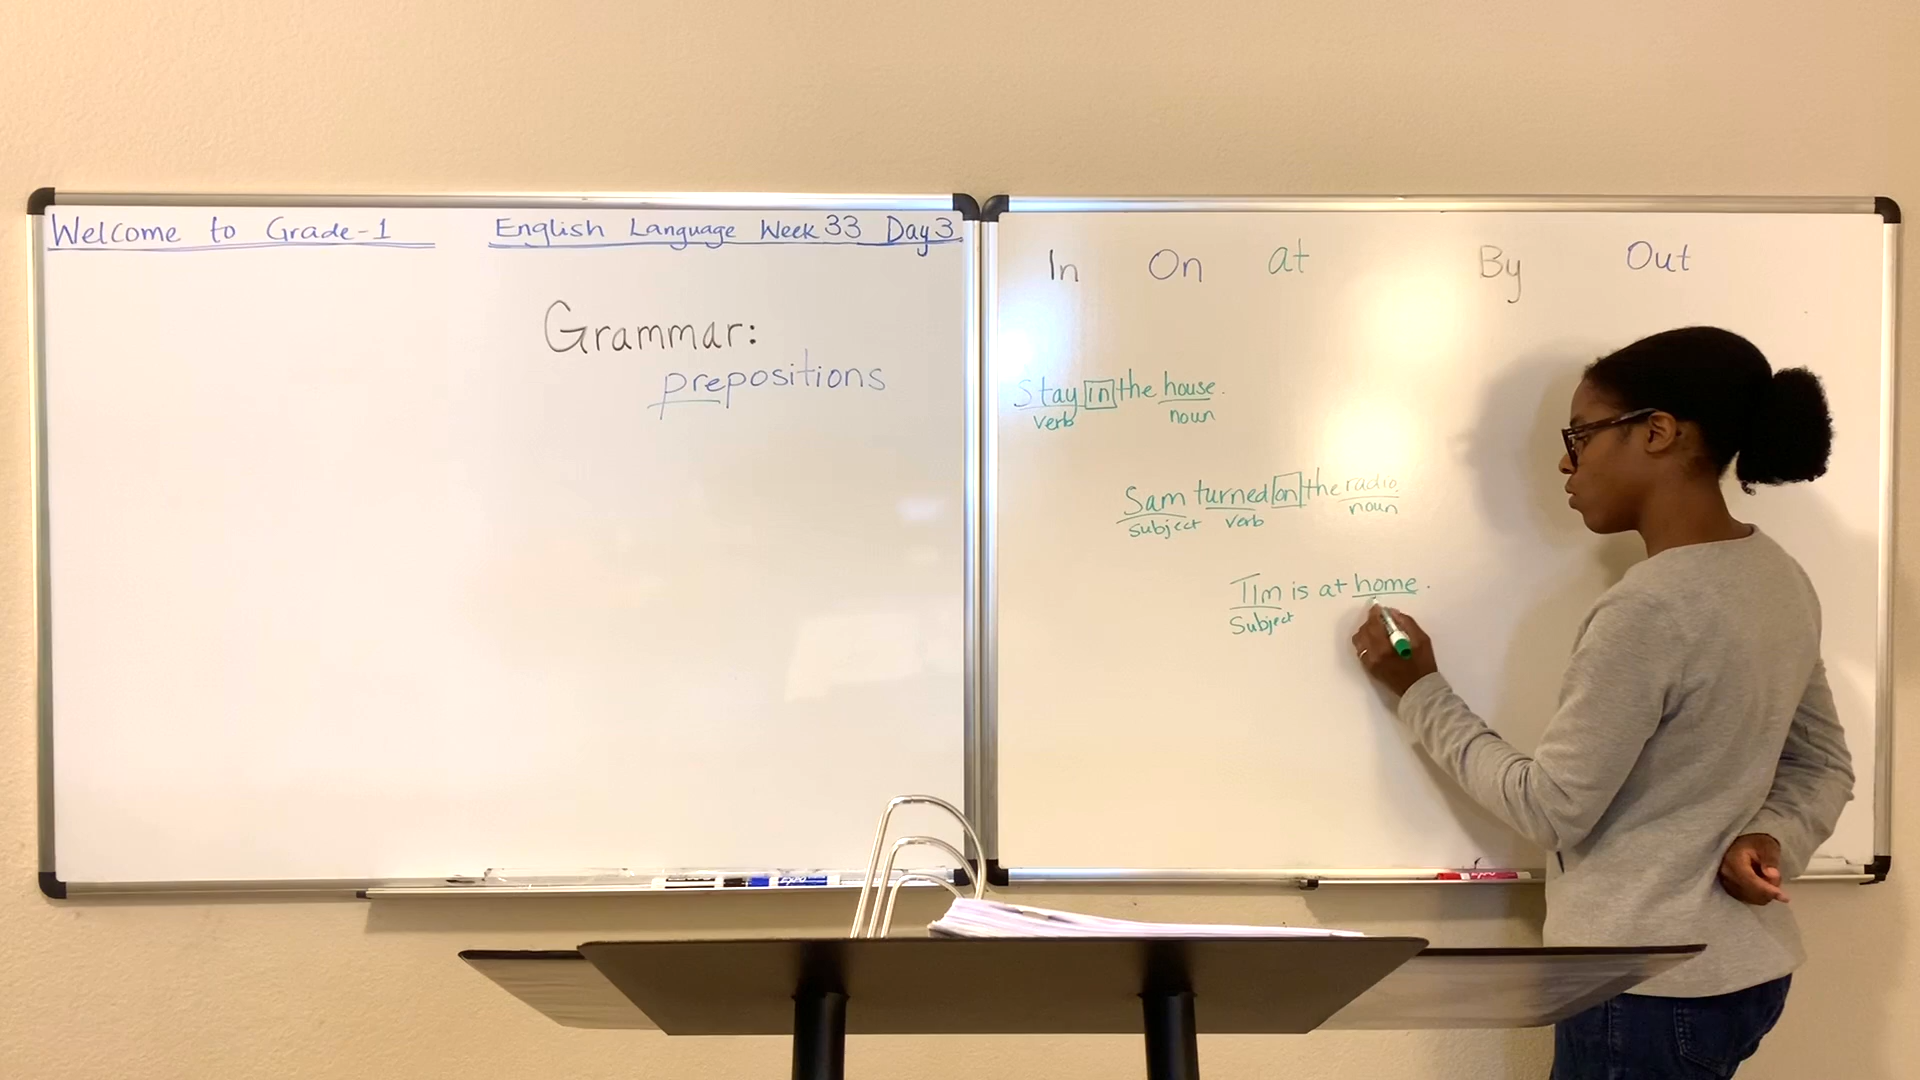 Welcome to Grade-1
English Language Week 33 Day 3
Grammar:
prepositions
In On at By Out
Stay in the house.
verb noun
Sam turned on the radio.
subject verb noun
Tim is at home.
Subject
EXPO